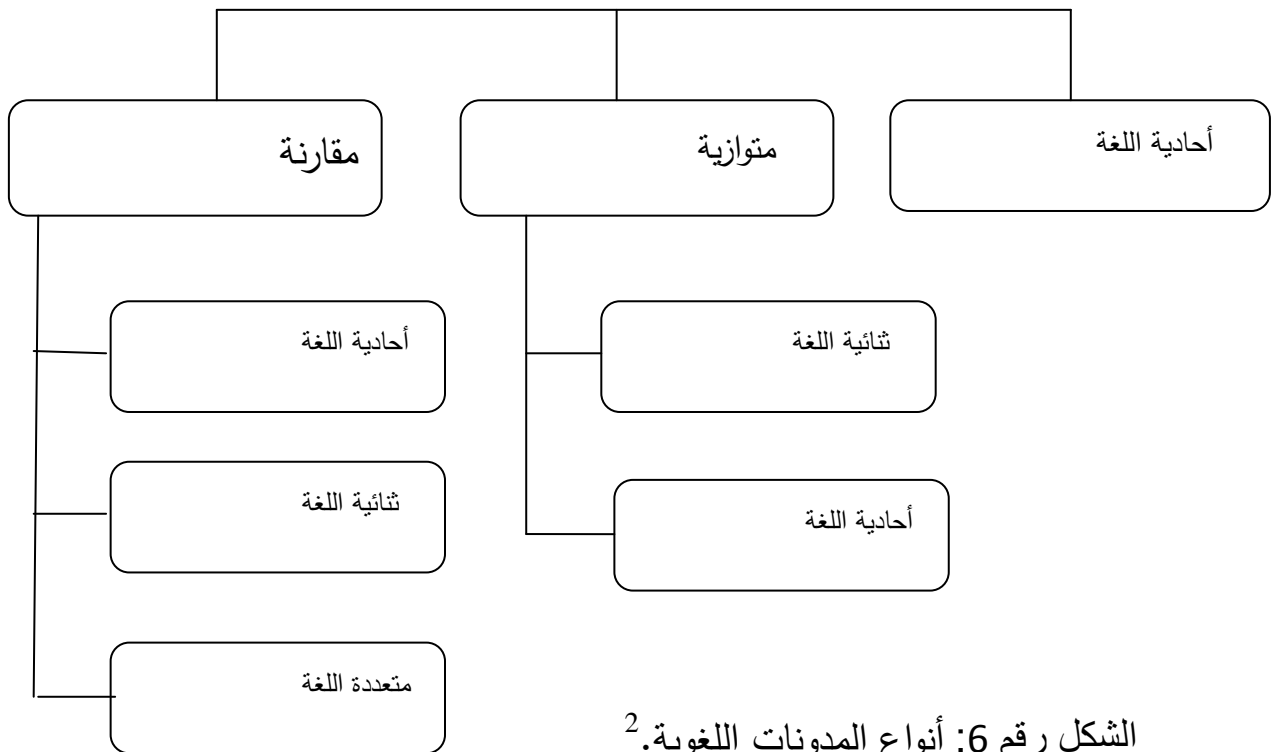 أحادية اللغة
متوازية
مقارنة
ثنائية اللغة
أحادية اللغة
أحادية اللغة
ثنائية اللغة
متعددة اللغة
الشكل رقم 6: أنواع المدونات اللغوية.2